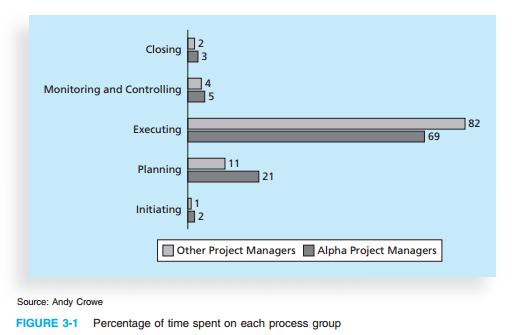 Closing
2
3
Monitoring and Controlling
4
5
Executing
82
69
Planning
11
21
Initiating
1
2
Other Project Managers Alpha Project Managers
Source: Andy Crowe
FIGURE 3-1 Percentage of time spent on each process group